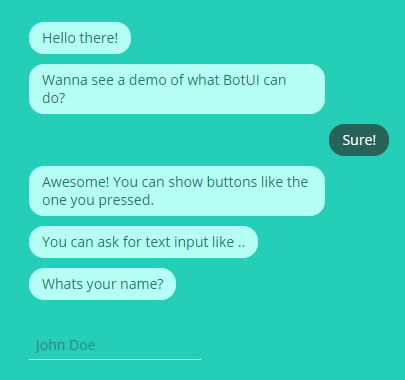 Hello there!
Wanna see a demo of what BotUI can
do?
Sure!
Awesome! You can show buttons like the
one you pressed.
You can ask for text input like ..
Whats your name?
John Doe